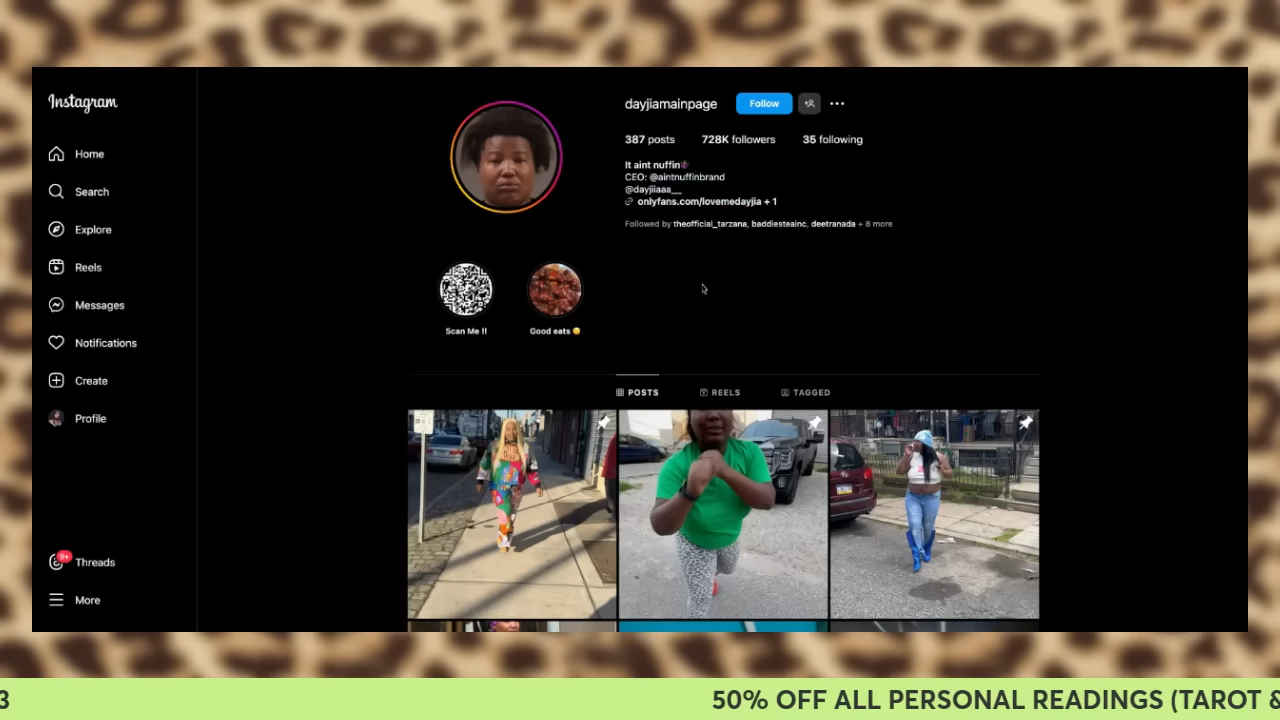 Instagram
Home
Search
Explore
Reels
Messages
Notifications
Create
Profile
9+
Threads
More
dayjiamainpage
Follow
387 posts 728K followers 35 following
It aint nuffin
CEO: @aintnuffinbrand
@dayjiiaaa__
onlyfans.com/lovemedayjia + 1
Followed by theofficial_tarzana, baddiesteainc, deetranada + 8 more
Scan Me !!
Good eats
POSTS REELS TAGGED
3
50% OFF ALL PERSONAL READINGS (TAROT &